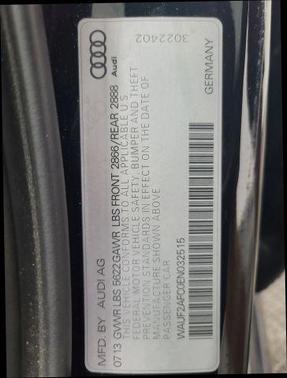 3022402
Audi
MFD. BY AUDI AG
07 13 GVWR LBS 5622 GAWR LBS FRONT 2866/REAR 2888
THIS VEHICLE CONFORMS TO ALL APPLICABLE U.S.
FEDERAL MOTOR VEHICLE SAFETY, BUMPER AND THEFT
PREVENTION STANDARDS IN EFFECT ON THE DATE OF
MANUFACTURE SHOWN ABOVE.
PASSENGER CAR
WAUF2AFC0EN032515
GERMANY